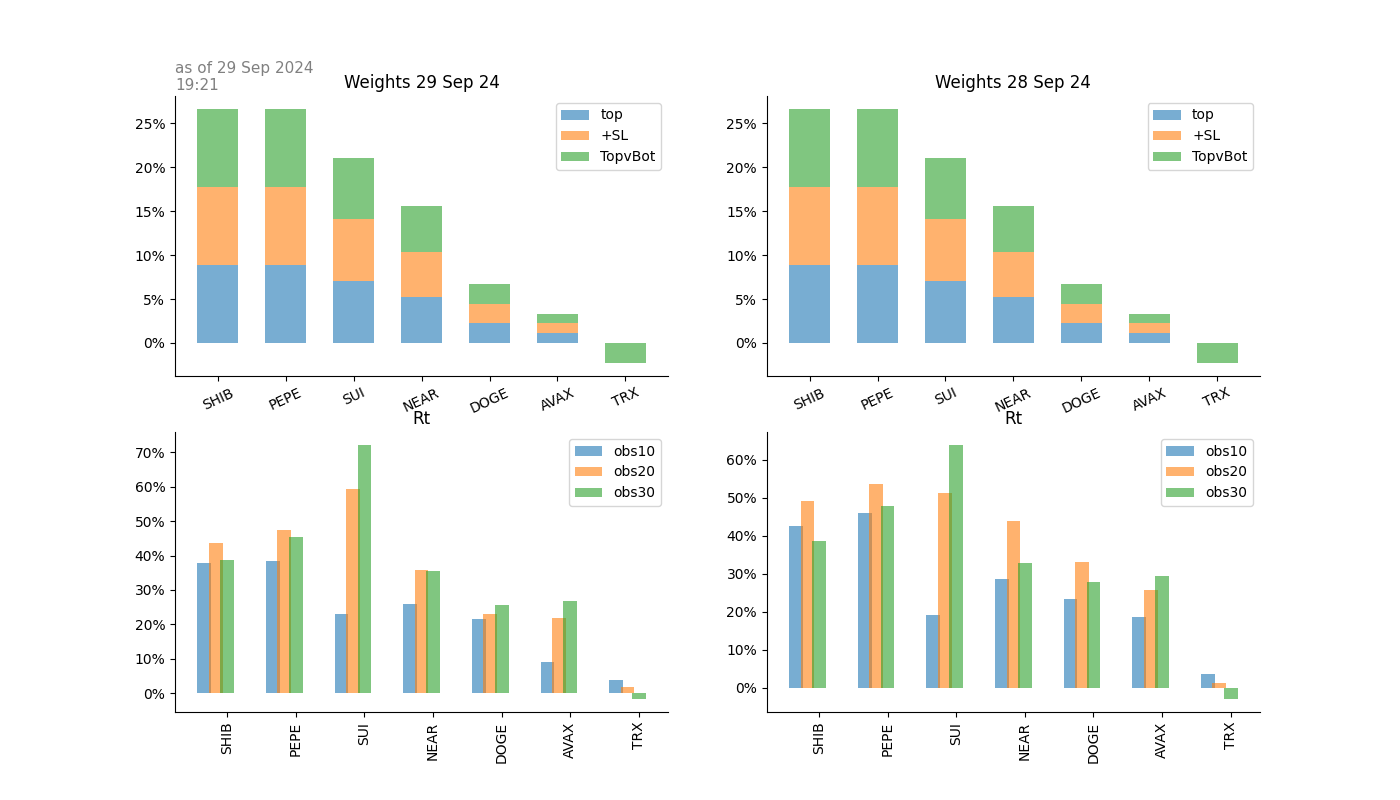 as of 29 Sep 2024
19:21
Weights 29 Sep 24
25%
20%
15%
10%
5%
0%
top
+SL
TopvBot
SHIB PEPE SUI NEAR DOGE AVAX TRX
Weights 28 Sep 24
25%
20%
15%
10%
5%
0%
top
+SL
TopvBot
SHIB PEPE SUI NEAR DOGE AVAX TRX
Rt
70%
60%
50%
40%
30%
20%
10%
0%
obs10
obs20
obs30
SHIB PEPE SUI NEAR DOGE AVAX TRX
Rt
60%
50%
40%
30%
20%
10%
0%
obs10
obs20
obs30
SHIB PEPE SUI NEAR DOGE AVAX TRX